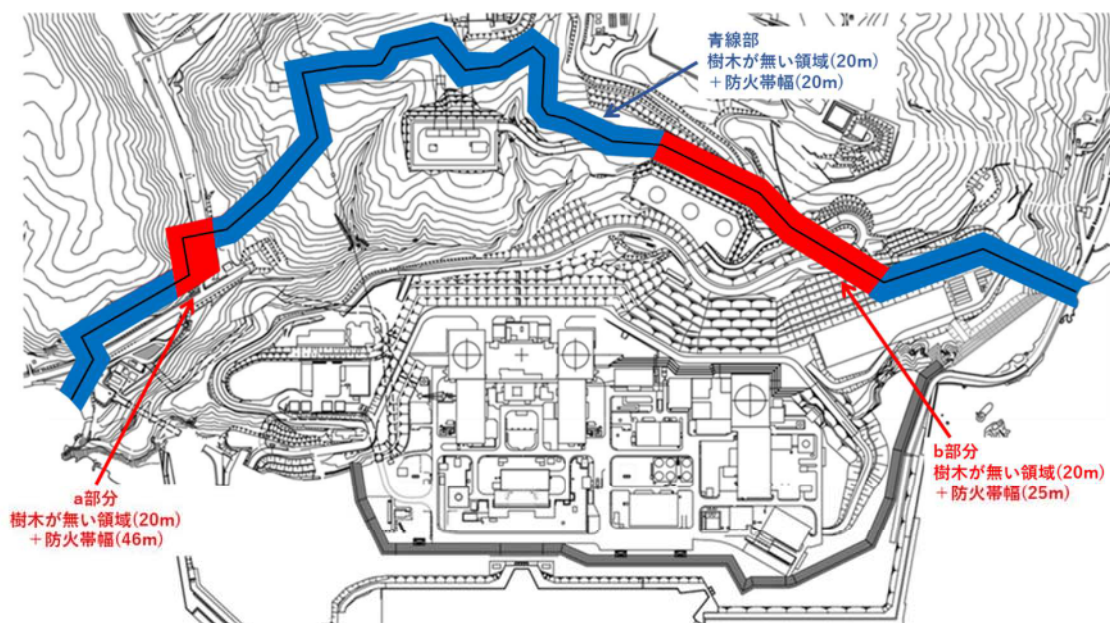 青線部
樹木が無い領域(20m)
＋防火帯幅(20m)
a部分
樹木が無い領域(20m)
＋防火帯幅(46m)
b部分
樹木が無い領域(20m)
＋防火帯幅(25m)